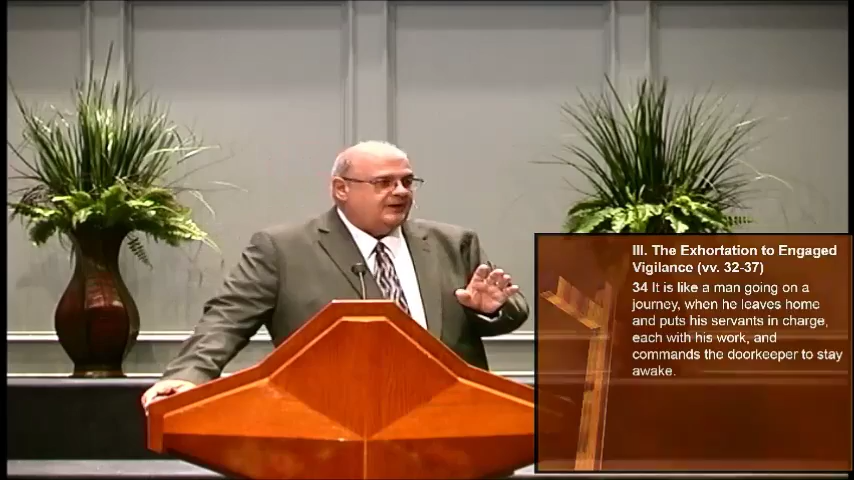 III. The Exhortation to Engaged
Vigilance (vv. 32-37)
34 It is like a man going on a
journey, when he leaves home
and puts his servants in charge,
each with his work, and
commands the doorkeeper to stay
awake.